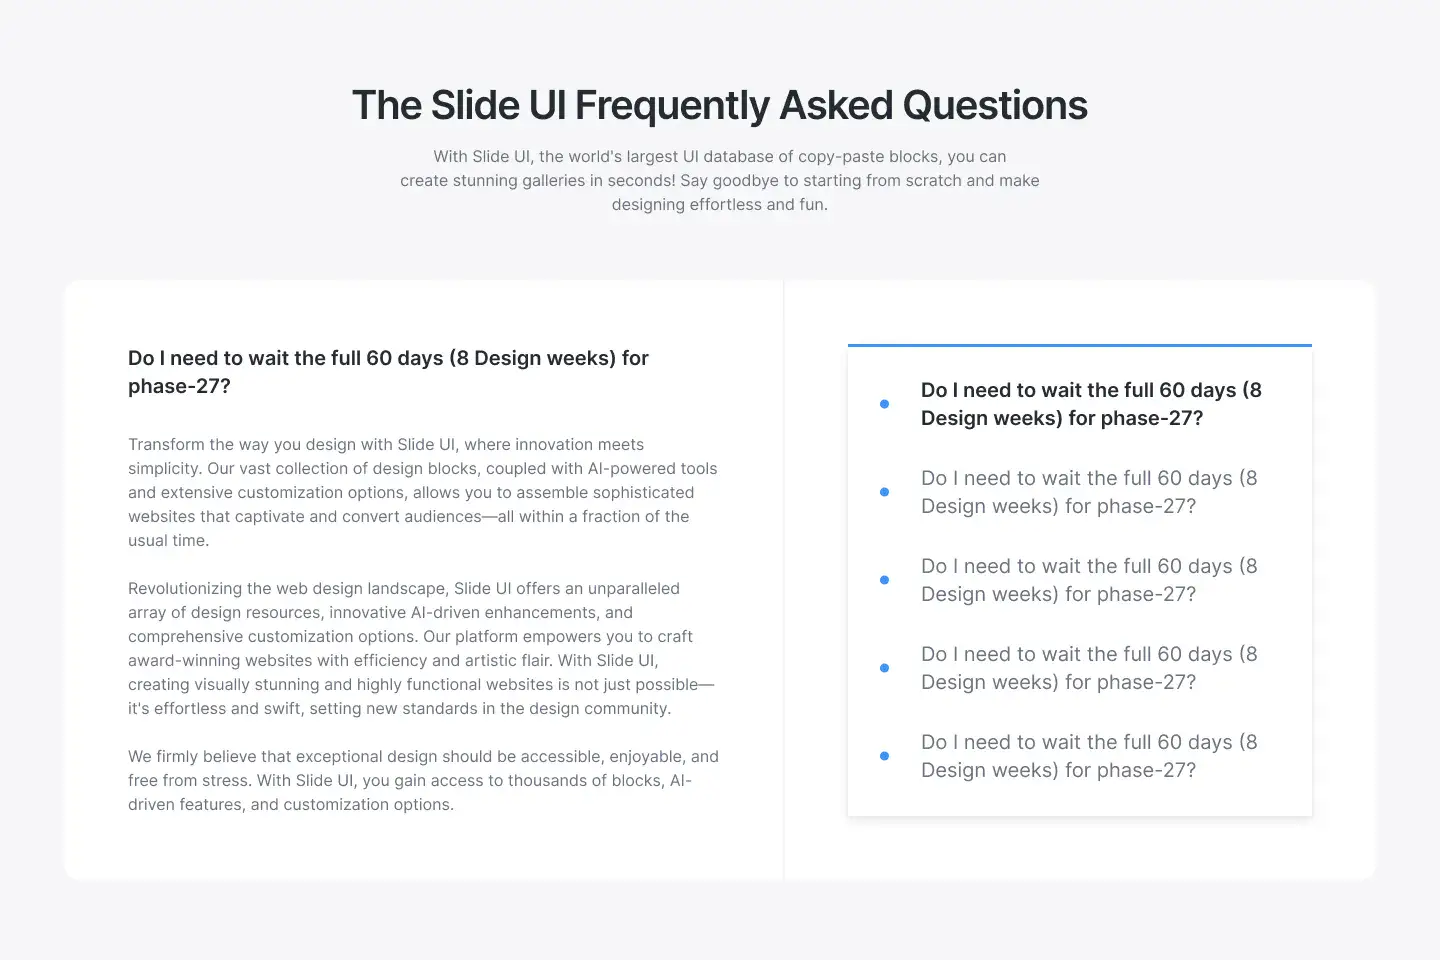 The Slide UI Frequently Asked Questions
With Slide UI, the world's largest UI database of copy-paste blocks, you can
create stunning galleries in seconds! Say goodbye to starting from scratch and make
designing effortless and fun.
Do I need to wait the full 60 days (8 Design weeks) for
phase-27?
Transform the way you design with Slide UI, where innovation meets
simplicity. Our vast collection of design blocks, coupled with AI-powered tools
and extensive customization options, allows you to assemble sophisticated
websites that captivate and convert audiences—all within a fraction of the
usual time.
Revolutionizing the web design landscape, Slide UI offers an unparalleled
array of design resources, innovative AI-driven enhancements, and
comprehensive customization options. Our platform empowers you to craft
award-winning websites with efficiency and artistic flair. With Slide UI,
creating visually stunning and highly functional websites is not just possible—
it's effortless and swift, setting new standards in the design community.
We firmly believe that exceptional design should be accessible, enjoyable, and
free from stress. With Slide UI, you gain access to thousands of blocks, AI-
driven features, and customization options.
Do I need to wait the full 60 days (8
Design weeks) for phase-27?
Do I need to wait the full 60 days (8
Design weeks) for phase-27?
Do I need to wait the full 60 days (8
Design weeks) for phase-27?
Do I need to wait the full 60 days (8
Design weeks) for phase-27?
Do I need to wait the full 60 days (8
Design weeks) for phase-27?